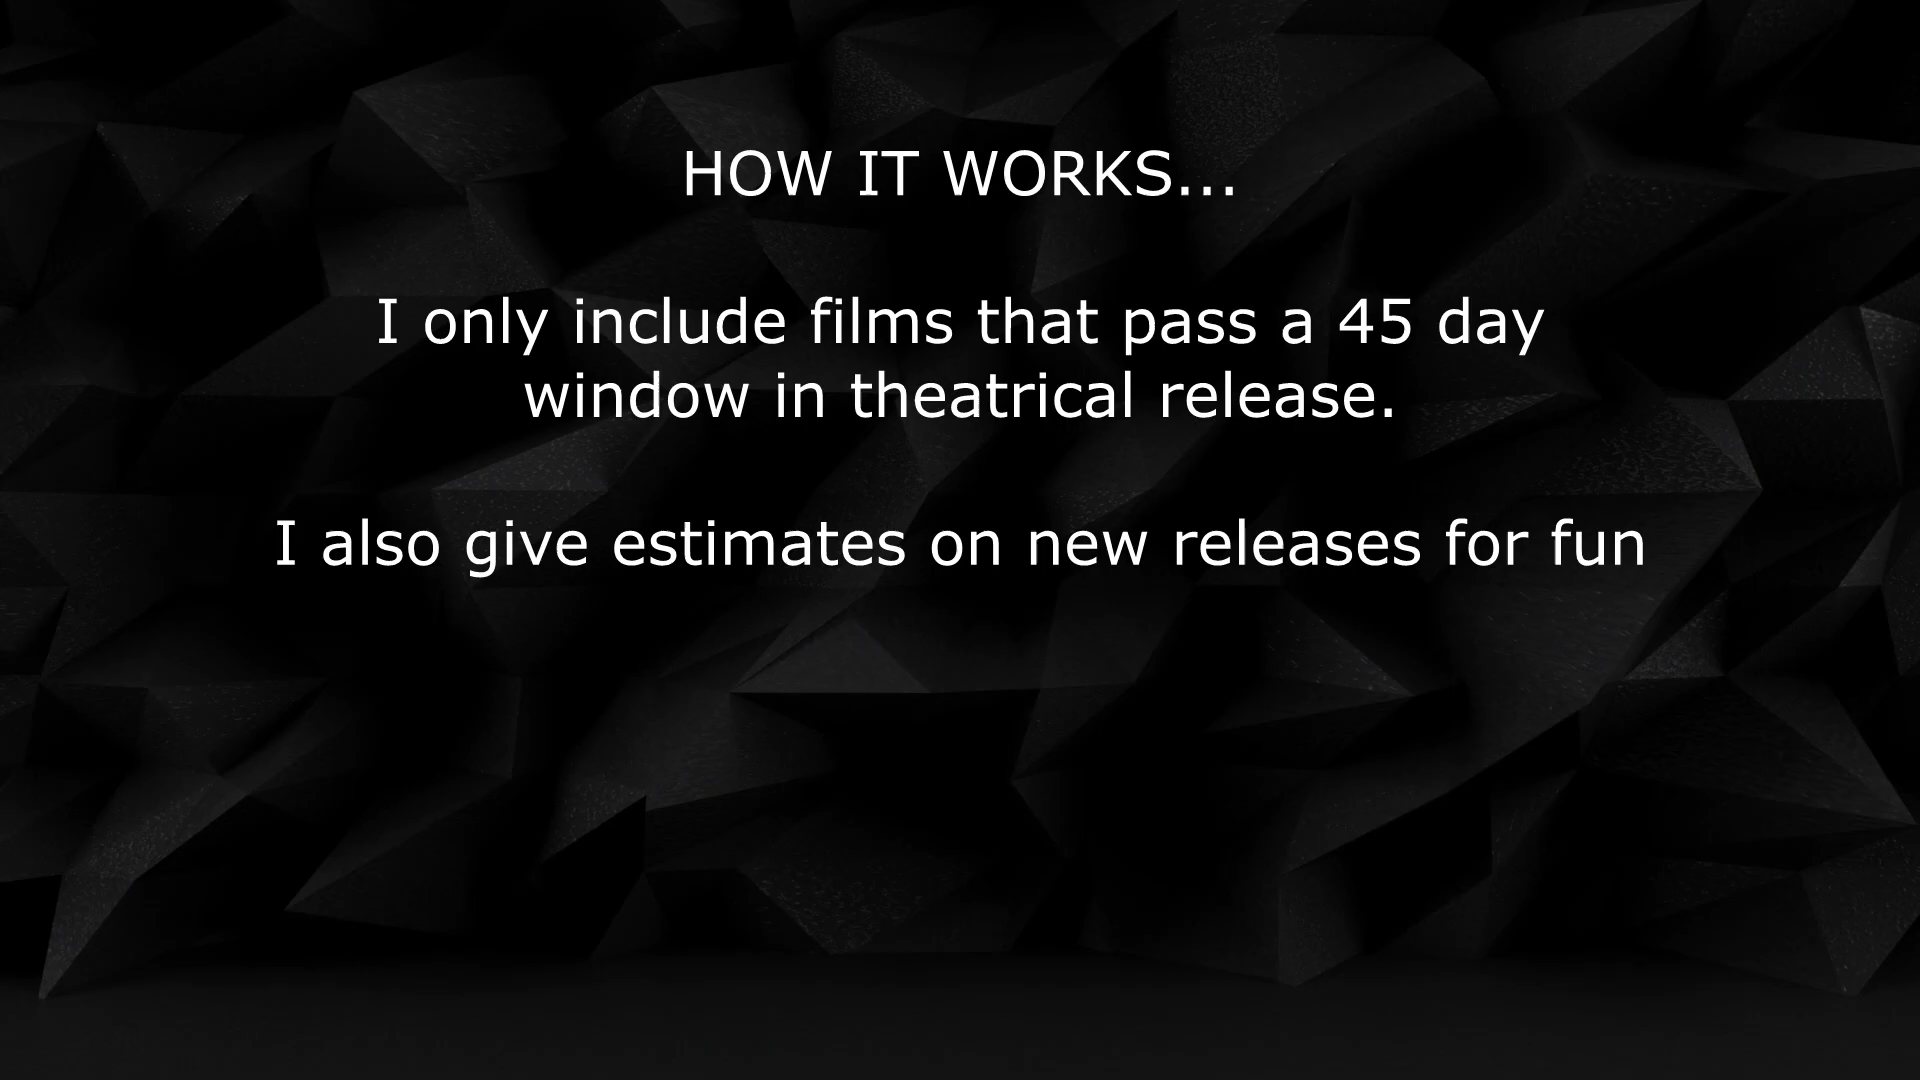 HOW IT WORKS...
I only include films that pass a 45 day
window in theatrical release.
I also give estimates on new releases for fun